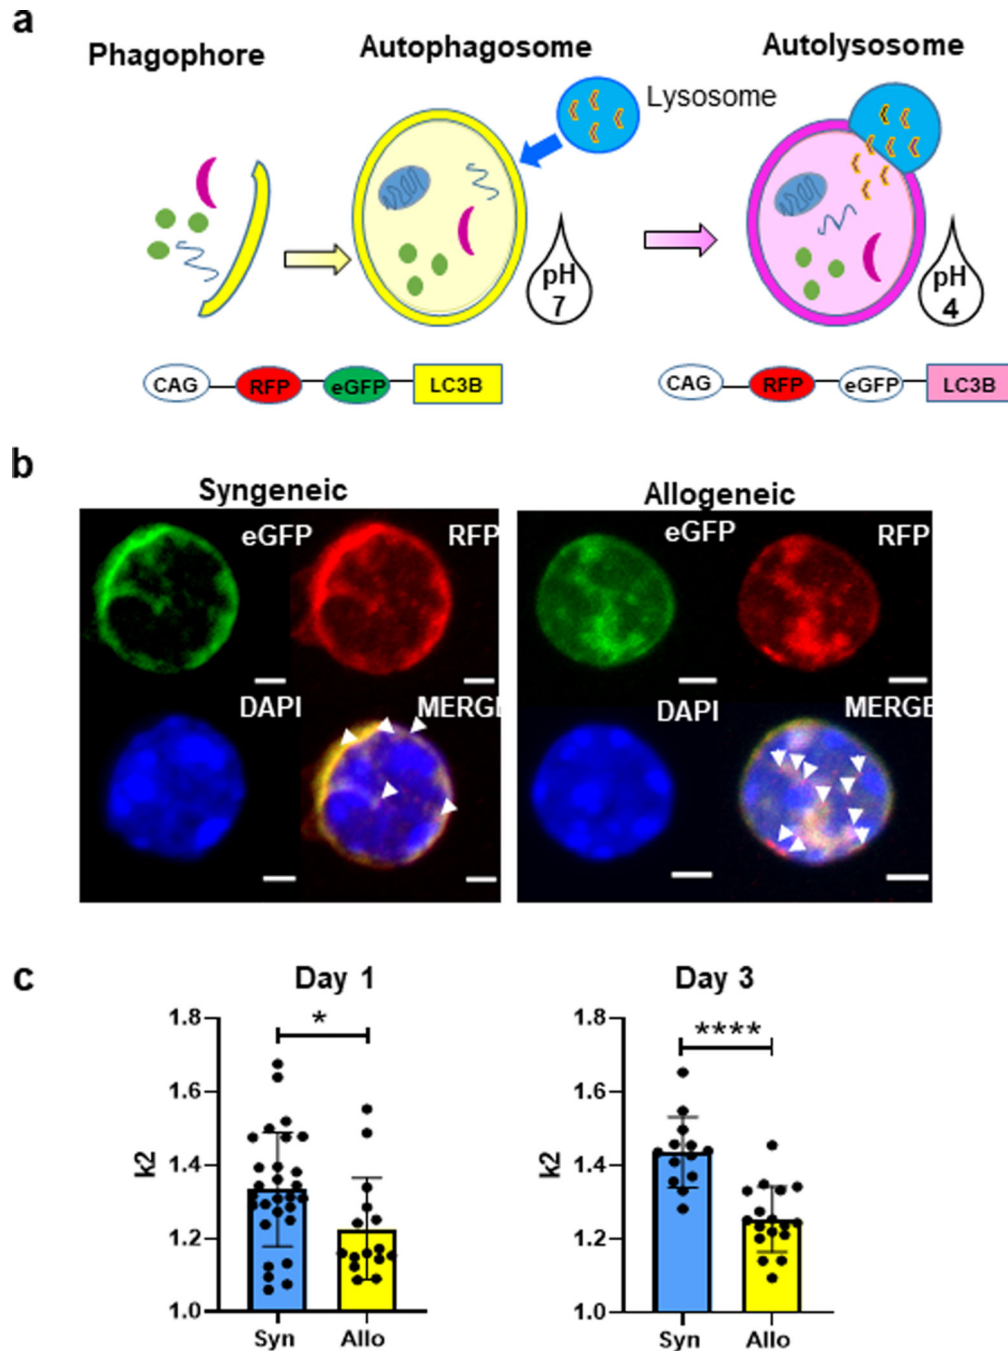 a
Phagophore
Autophagosome
Autolysosome
Lysosome
pH
7
pH
4
CAG
RFP
eGFP
LC3B
CAG
RFP
eGFP
LC3B
b
Syngeneic
Allogeneic
eGFP
RFP
eGFP
RFP
DAPI
MERGE
DAPI
MERGE
c
Day 1
Day 3
*
****
k2
1.8
1.6
1.4
1.2
1.0
Syn
Allo
k2
1.8
1.6
1.4
1.2
1.0
Syn
Allo